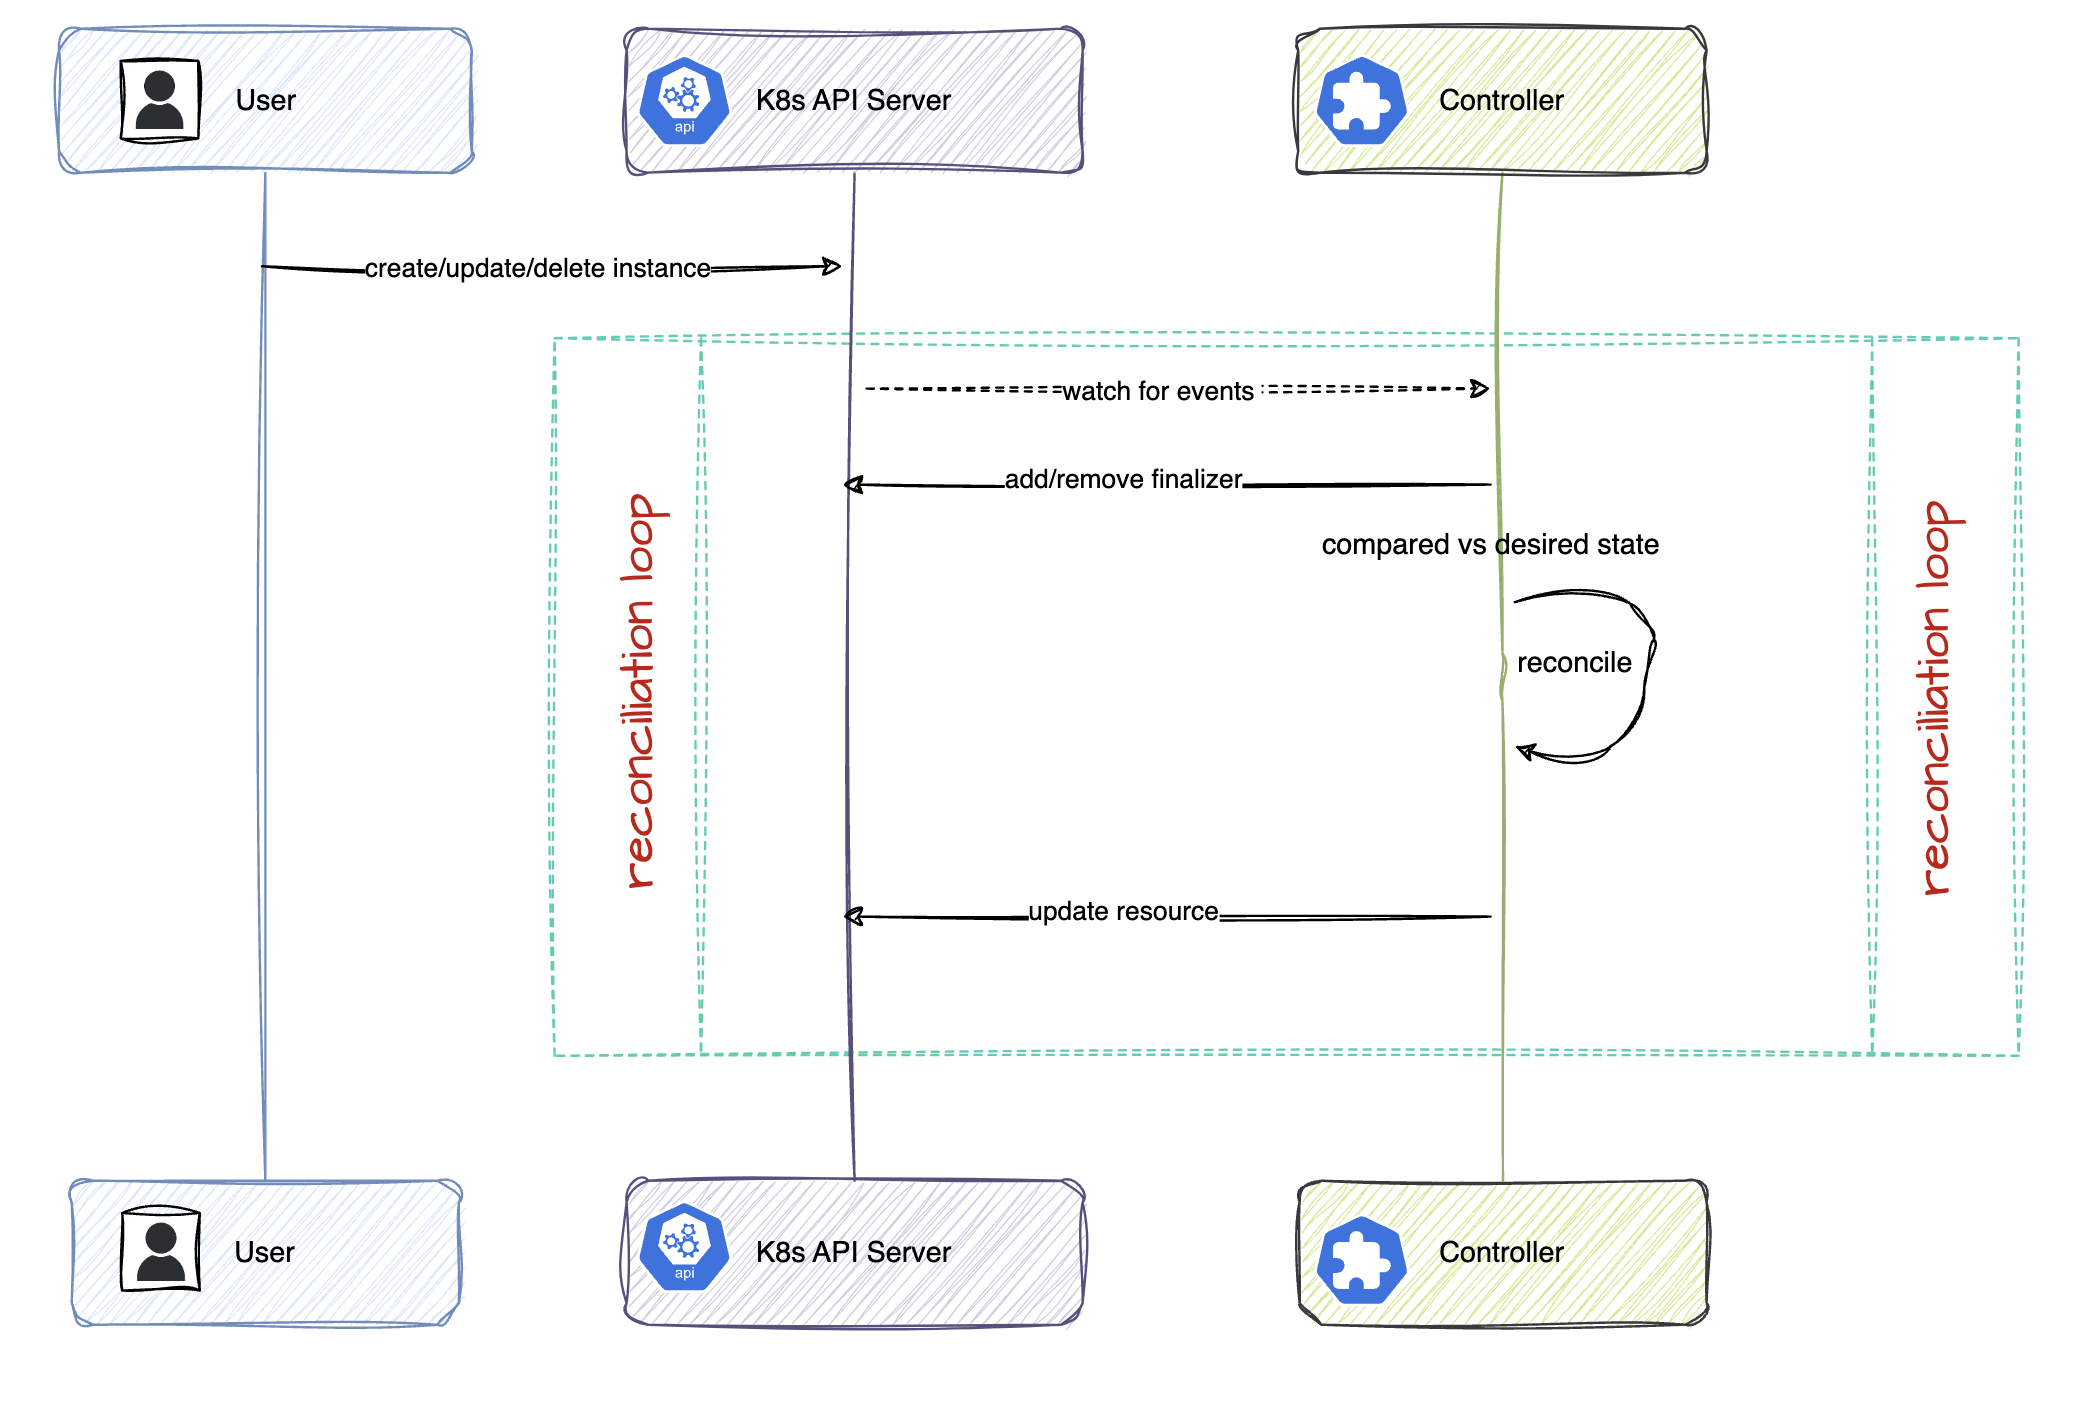 User
api
K8s API Server
Controller
create/update/delete instance
watch for events
add/remove finalizer
compared vs desired state
reconciliation loop
reconcile
reconciliation loop
update resource
User
api
K8s API Server
Controller